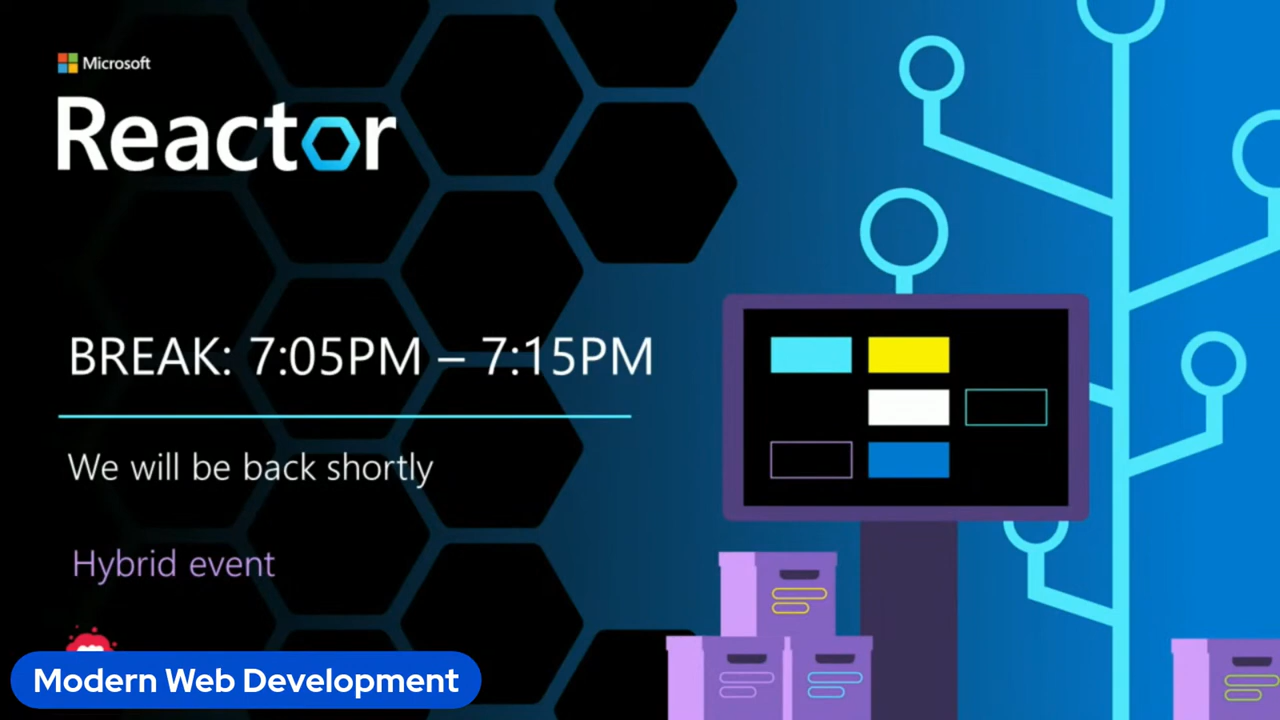 Microsoft
Reactor
BREAK: 7:05PM – 7:15PM
We will be back shortly
Hybrid event
Modern Web Development